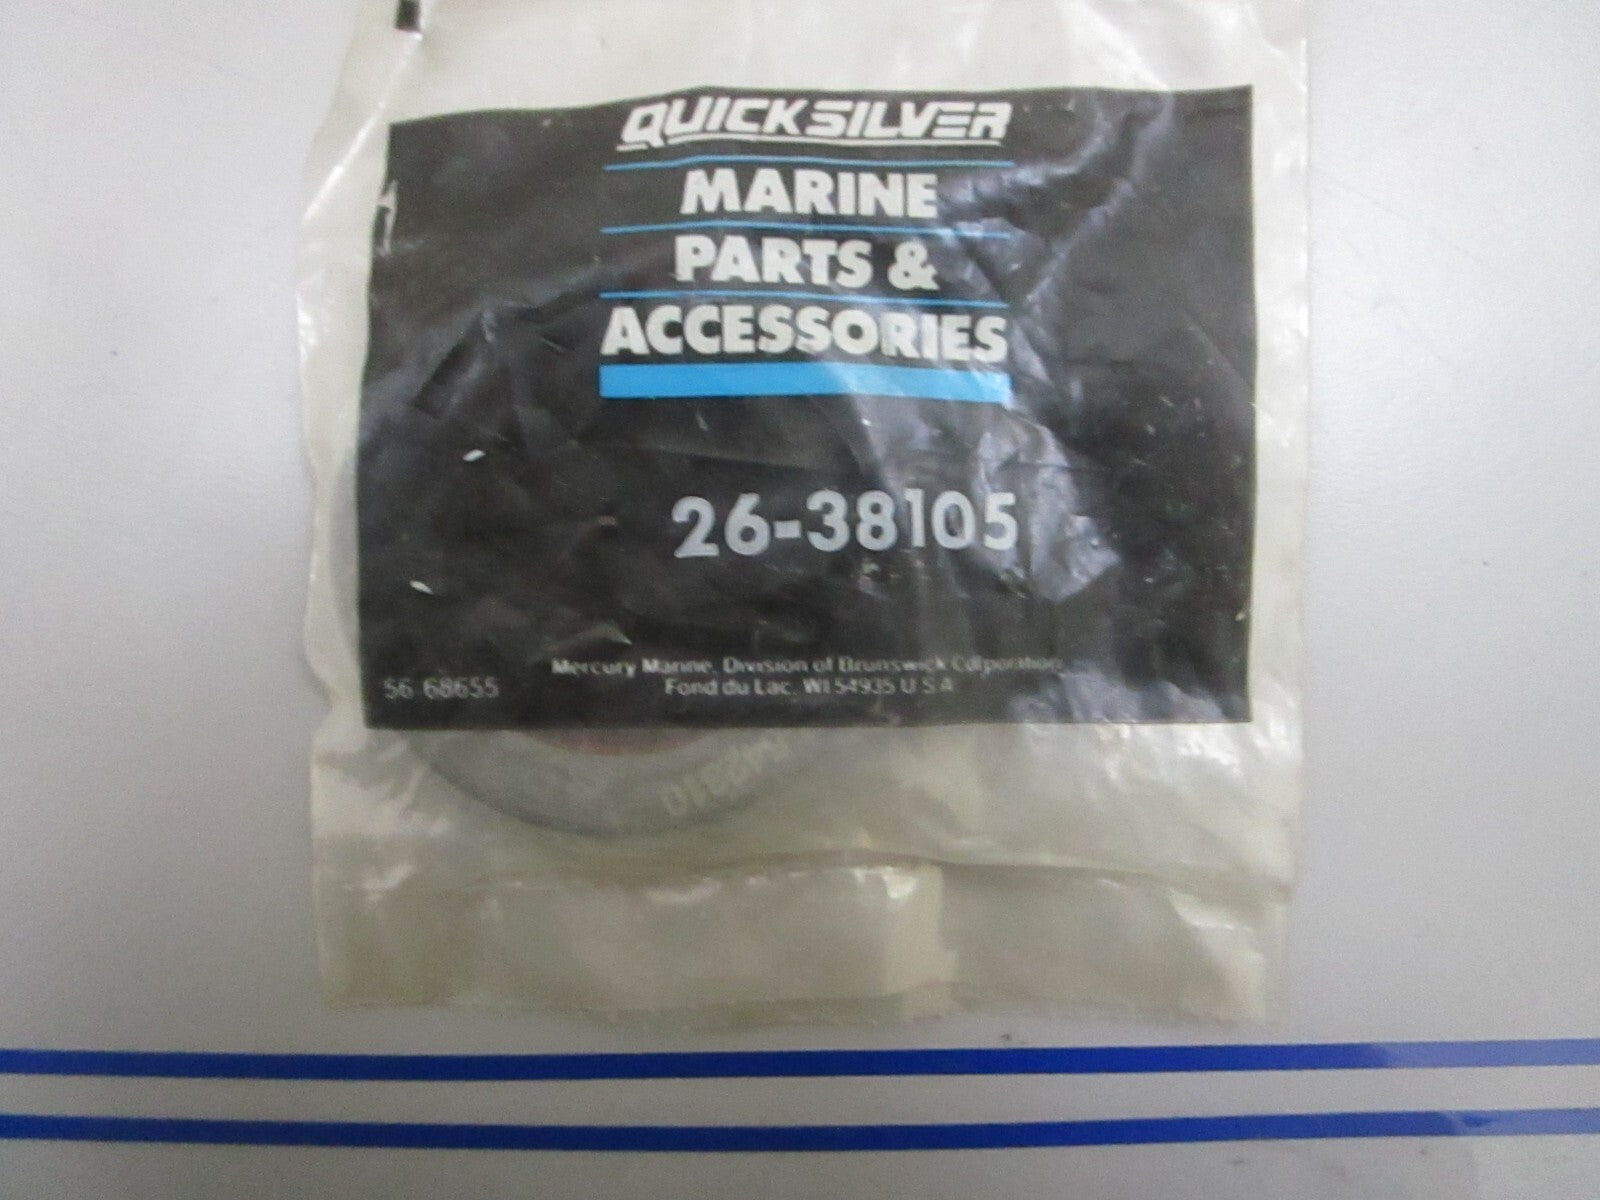 QUICKSILVER
MARINE
PARTS &
ACCESSORIES
26-38105
Mercury Marine, Division of Brunswick Corporation,
Fond du Lac, WI 54935 U S A
56 68655